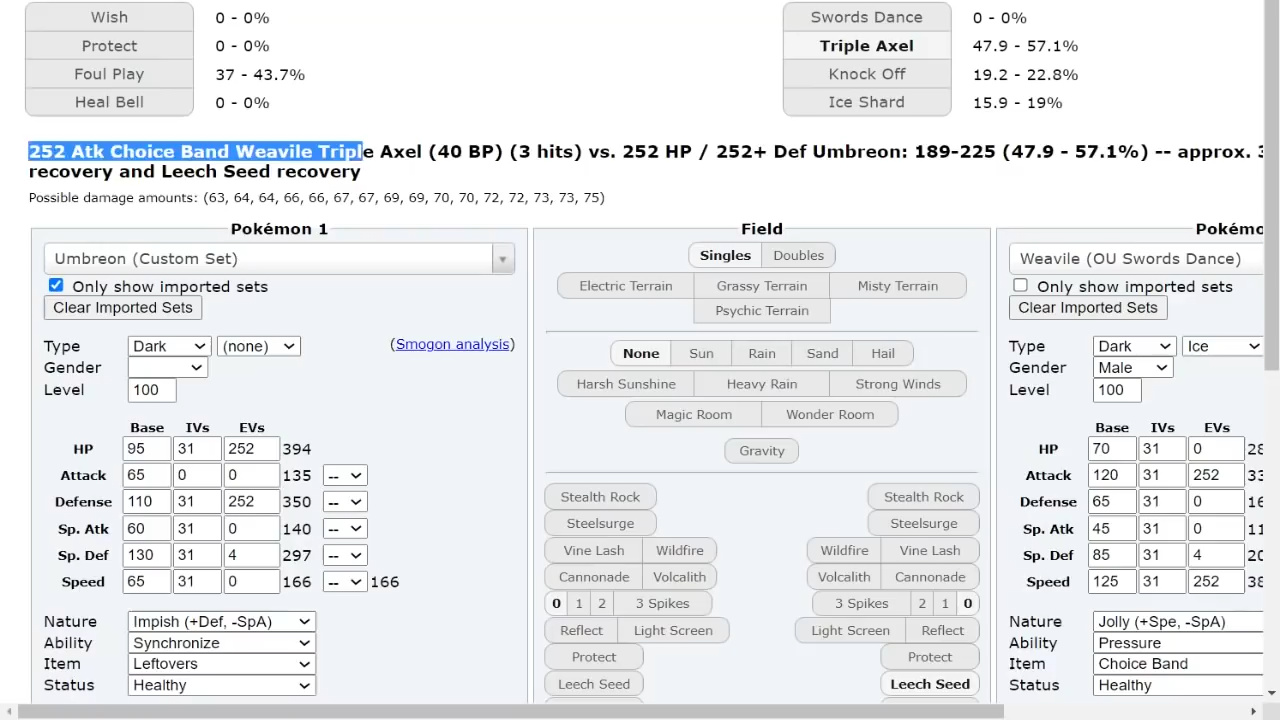 Wish 0 - 0% Swords Dance 0 - 0%
Protect 0 - 0% Triple Axel 47.9 - 57.1%
Foul Play 37 - 43.7% Knock Off 19.2 - 22.8%
Heal Bell 0 - 0% Ice Shard 15.9 - 19%
252 Atk Choice Band Weavile Triple Axel (40 BP) (3 hits) vs. 252 HP / 252+ Def Umbreon: 189-225 (47.9 - 57.1%) -- approx.
recovery and Leech Seed recovery
Possible damage amounts: (63, 64, 64, 66, 66, 67, 67, 69, 69, 70, 70, 72, 72, 73, 73, 75)
Pokémon 1 Field Pokémo
Umbreon (Custom Set) Singles Doubles Weavile (OU Swords Dance)
Only show imported sets Electric Terrain Grassy Terrain Misty Terrain Only show imported sets
Clear Imported Sets Psychic Terrain Clear Imported Sets
Type Dark (none) (Smogon analysis) None Sun Rain Sand Hail Type Dark Ice
Gender Harsh Sunshine Heavy Rain Strong Winds Gender Male
Level 100 Magic Room Wonder Room Level 100
Base IVs EVs Base IVs EVs
HP 95 31 252 394 Gravity HP 70 31 0 28
Attack 65 0 0 135 -- Attack 120 31 252 33
Defense 110 31 252 350 -- Stealth Rock Stealth Rock Defense 65 31 0 16
Sp. Atk 60 31 0 140 -- Steelsurge Steelsurge Sp. Atk 45 31 0 11
Sp. Def 130 31 4 297 -- Vine Lash Wildfire Wildfire Vine Lash Sp. Def 85 31 4 20
Speed 65 31 0 166 -- 166 Cannonade Volcalith Volcalith Cannonade Speed 125 31 252 38
0 1 2 3 Spikes 3 Spikes 2 1 0
Nature Impish (+Def, -SpA) Reflect Light Screen Light Screen Reflect Nature Jolly (+Spe, -SpA)
Ability Synchronize Ability Pressure
Item Leftovers Protect Protect Item Choice Band
Status Healthy Leech Seed Leech Seed Status Healthy